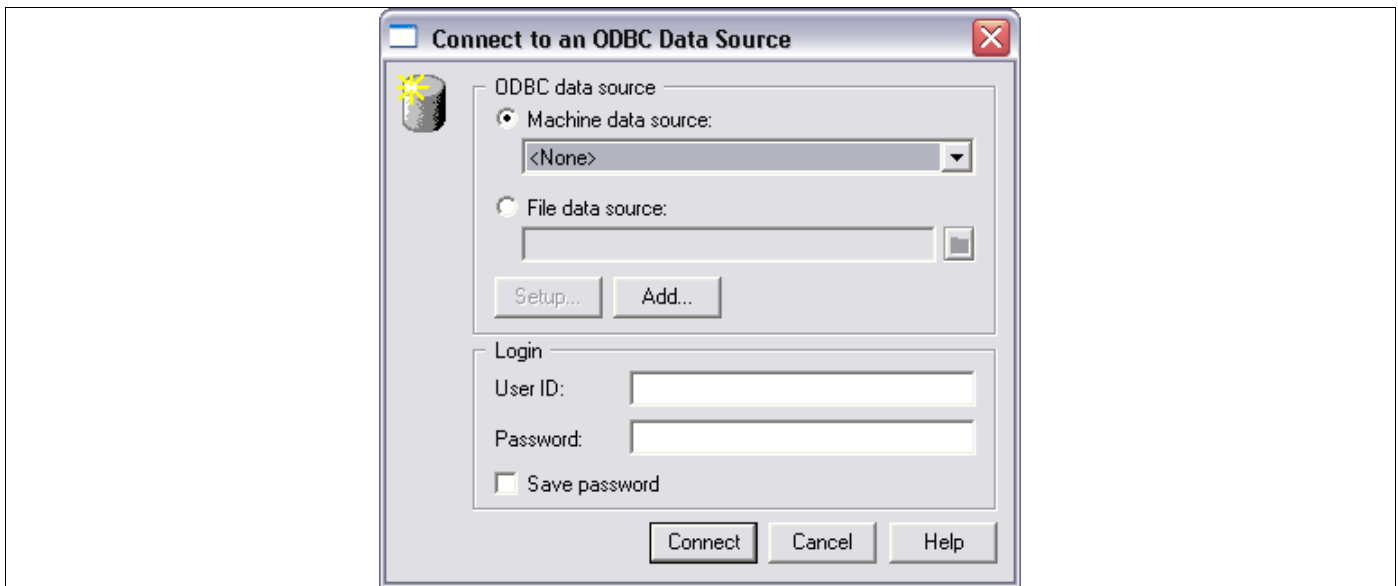 Connect to an ODBC Data Source
ODBC data source
Machine data source:
<None>
File data source:
Setup... Add...
Login
User ID:
Password:
Save password
Connect Cancel Help